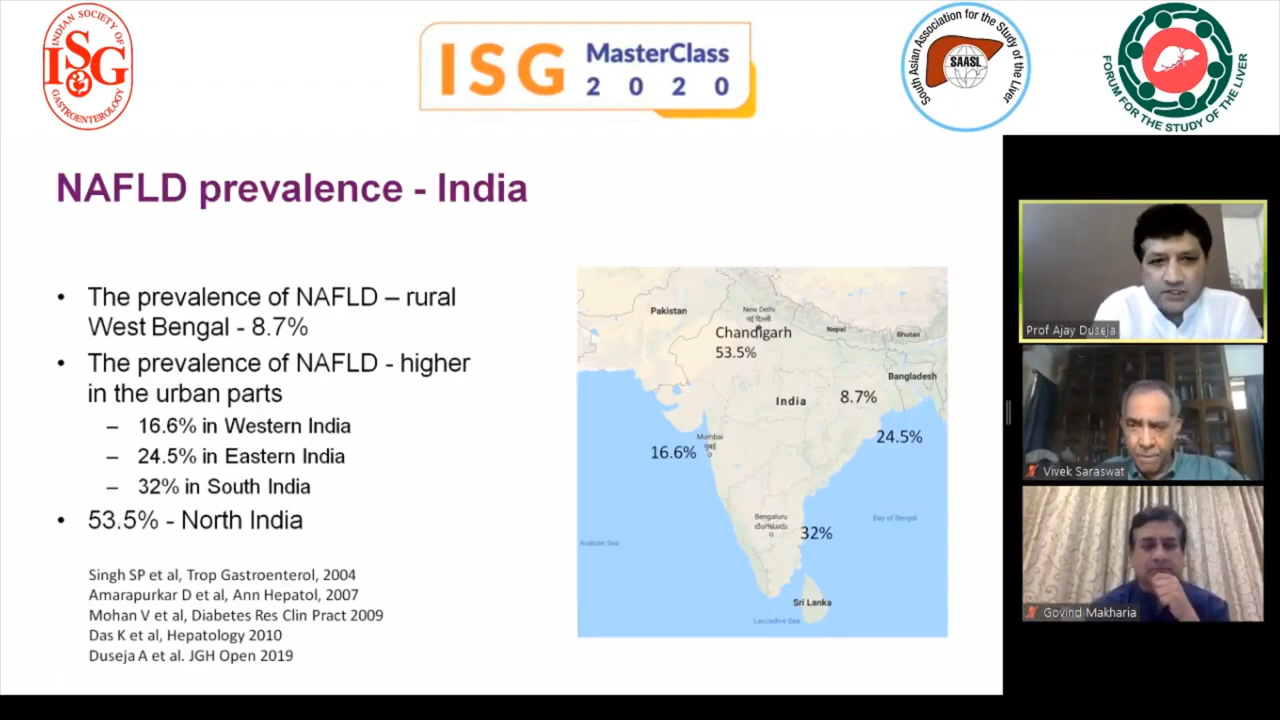 INDIAN SOCIETY OF
ISG
GASTROENTEROLOGY
ISG MasterClass
2020
South Asian Association for the Study of the Liver
SAASL
FORUM FOR THE STUDY OF THE LIVER
NAFLD prevalence - India
• The prevalence of NAFLD – rural
West Bengal - 8.7%
• The prevalence of NAFLD - higher
in the urban parts
– 16.6% in Western India
– 24.5% in Eastern India
– 32% in South India
• 53.5% - North India
Singh SP et al, Trop Gastroenterol, 2004
Amarapurkar D et al, Ann Hepatol, 2007
Mohan V et al, Diabetes Res Clin Pract 2009
Das K et al, Hepatology 2010
Duseja A et al. JGH Open 2019
Pakistan
New Delhi
नई दिल्ली
Chandigarh
53.5%
Nepal
Bhutan
Bangladesh
India
8.7%
24.5%
Mumbai
मुंबई
16.6%
Bengaluru
ಬೆಂಗಳೂರು
32%
Bay of Bengal
Arabian Sea
Sri Lanka
Laccadive Sea
Prof Ajay Duseja
Vivek Saraswat
Govind Makharia